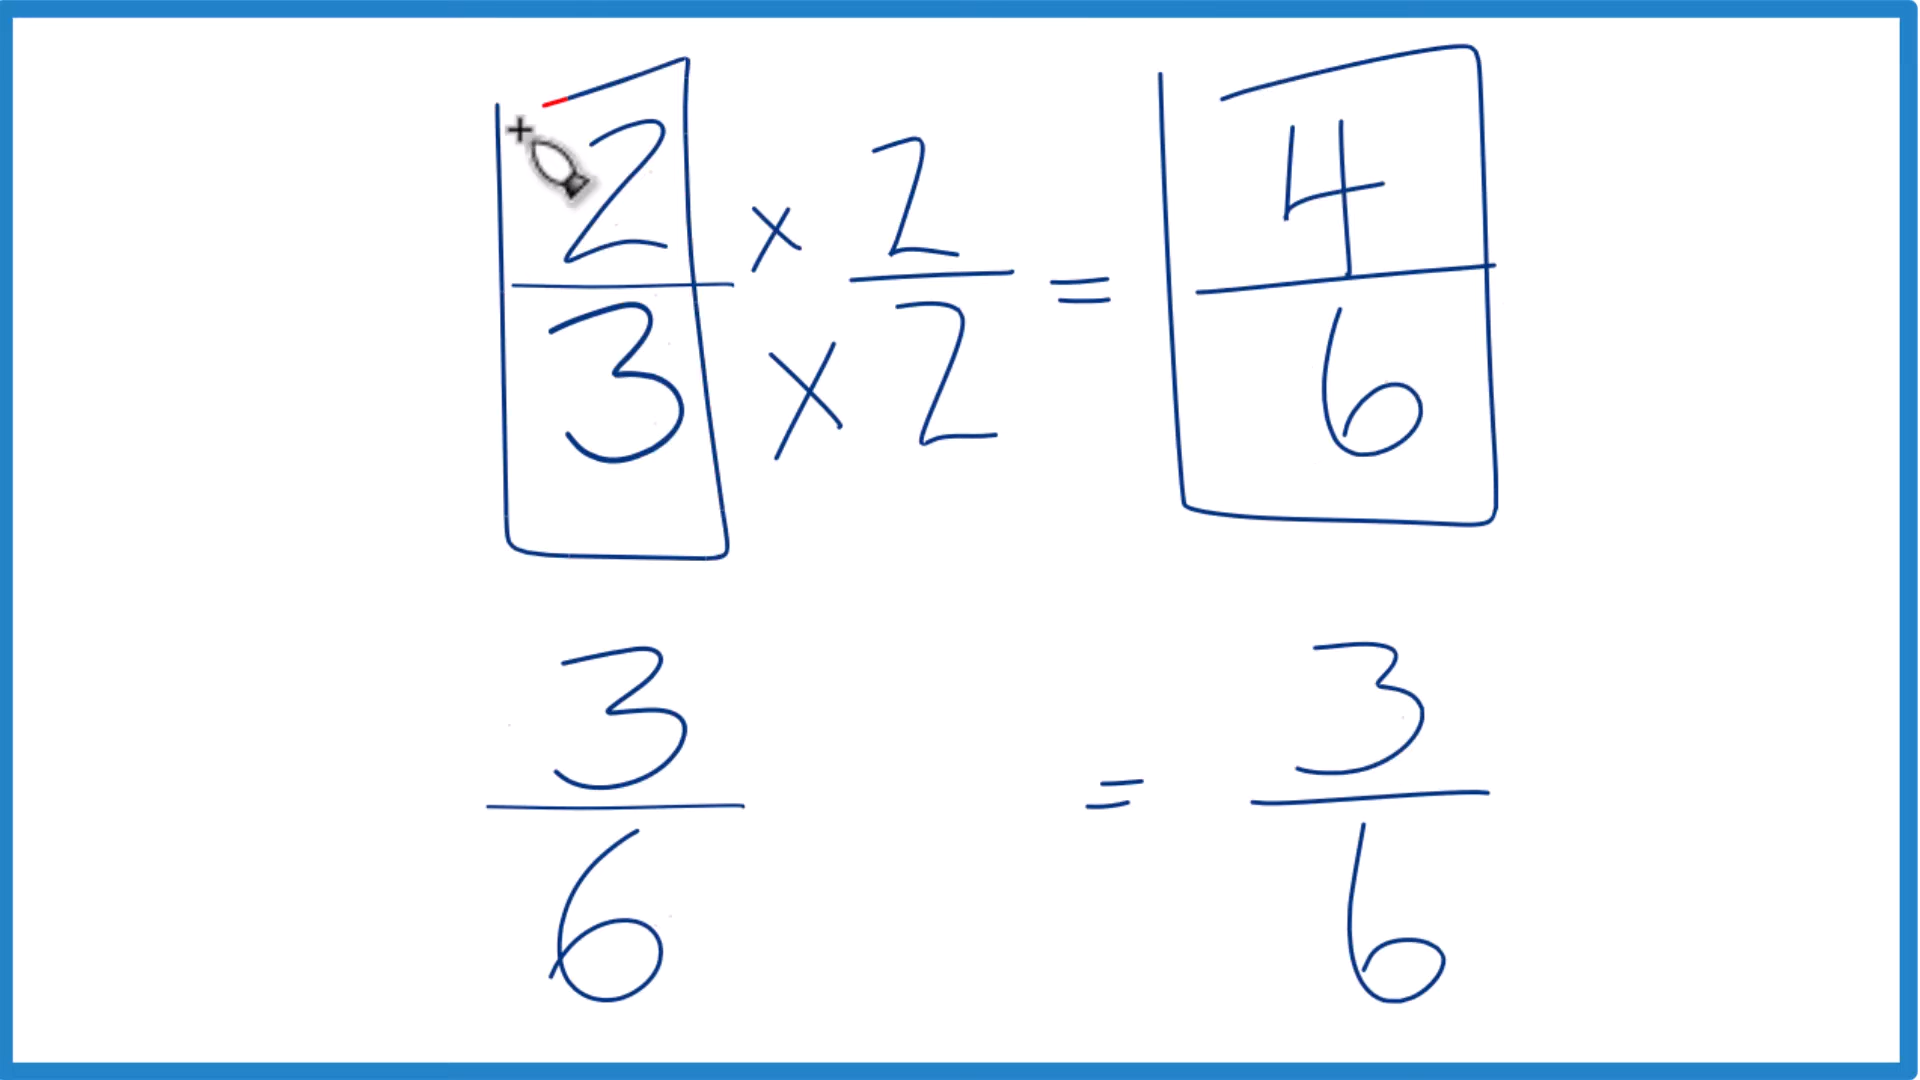 2/3 × 2/2 = 4/6
×
3/6 = 3/6